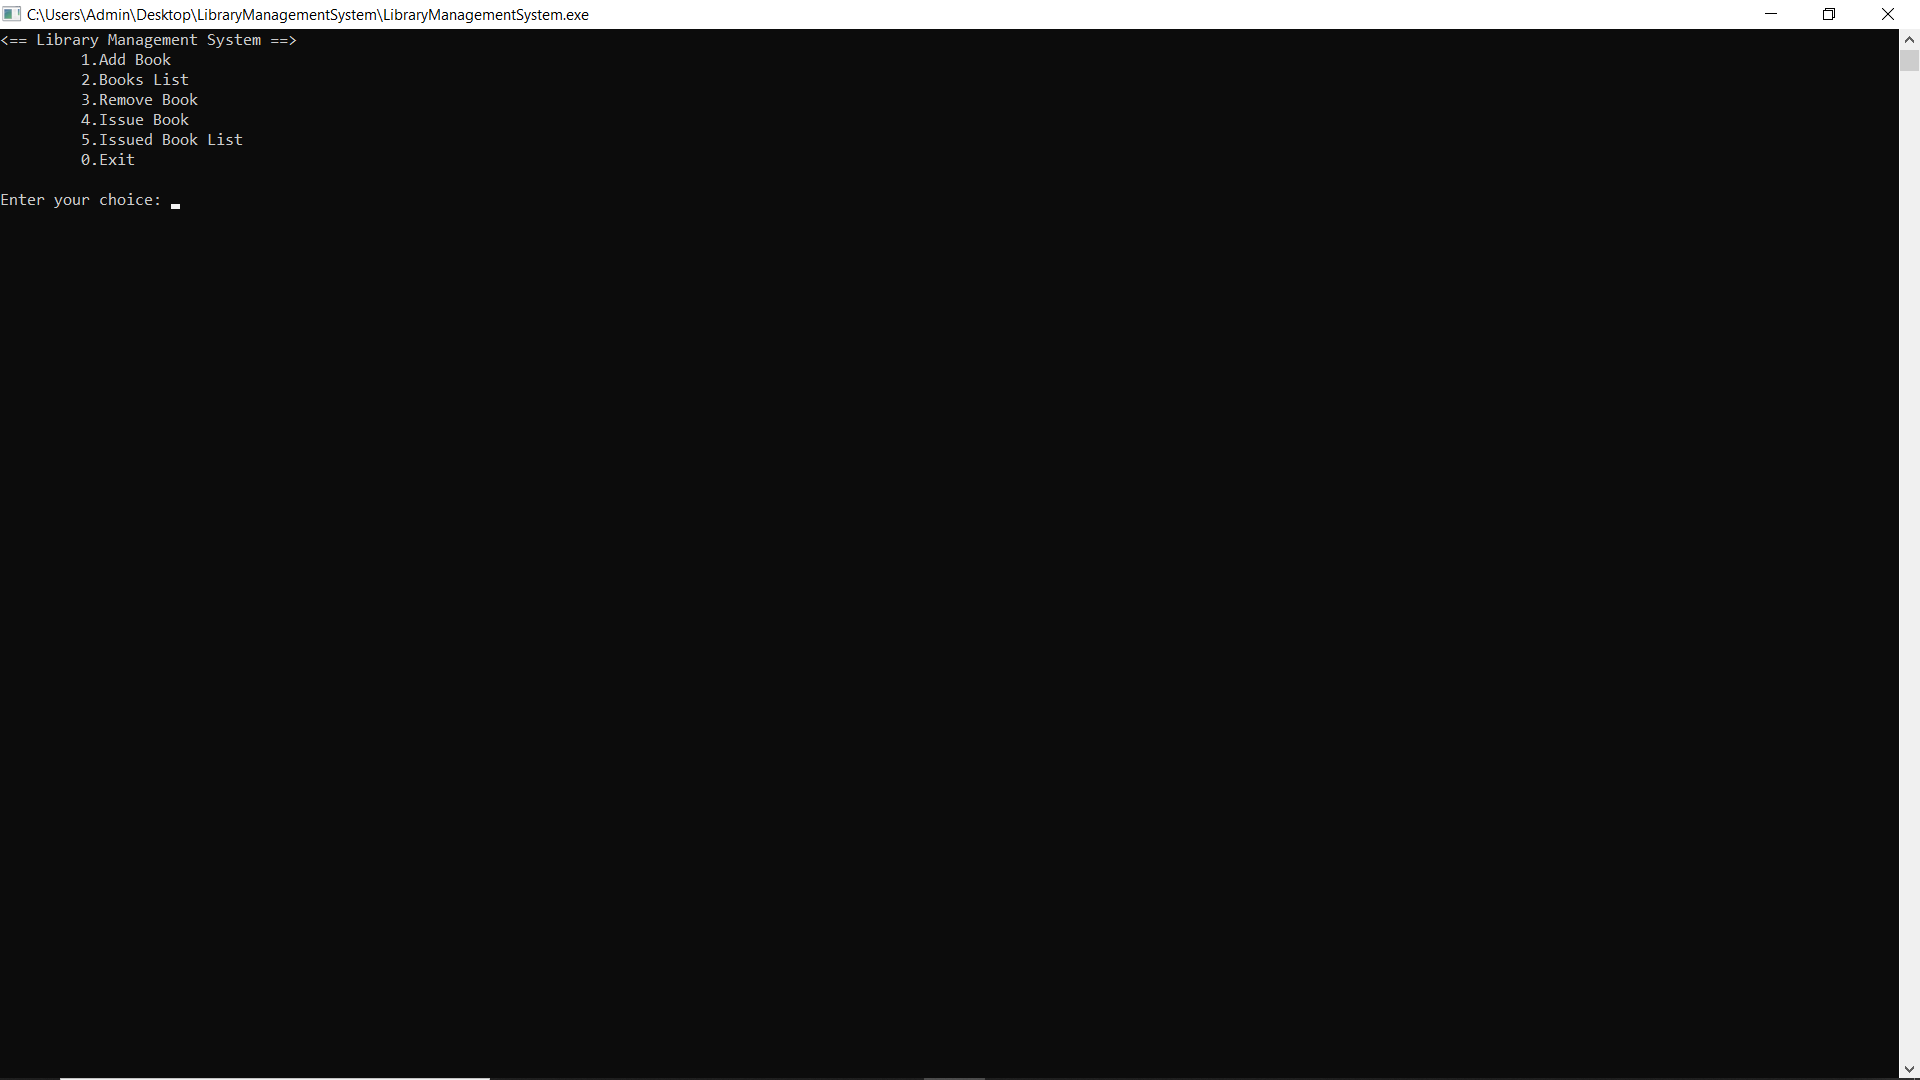 C:\Users\Admin\Desktop\LibraryManagementSystem\LibraryManagementSystem.exe
<== Library Management System ==>
1.Add Book
2.Books List
3.Remove Book
4.Issue Book
5.Issued Book List
0.Exit
Enter your choice: